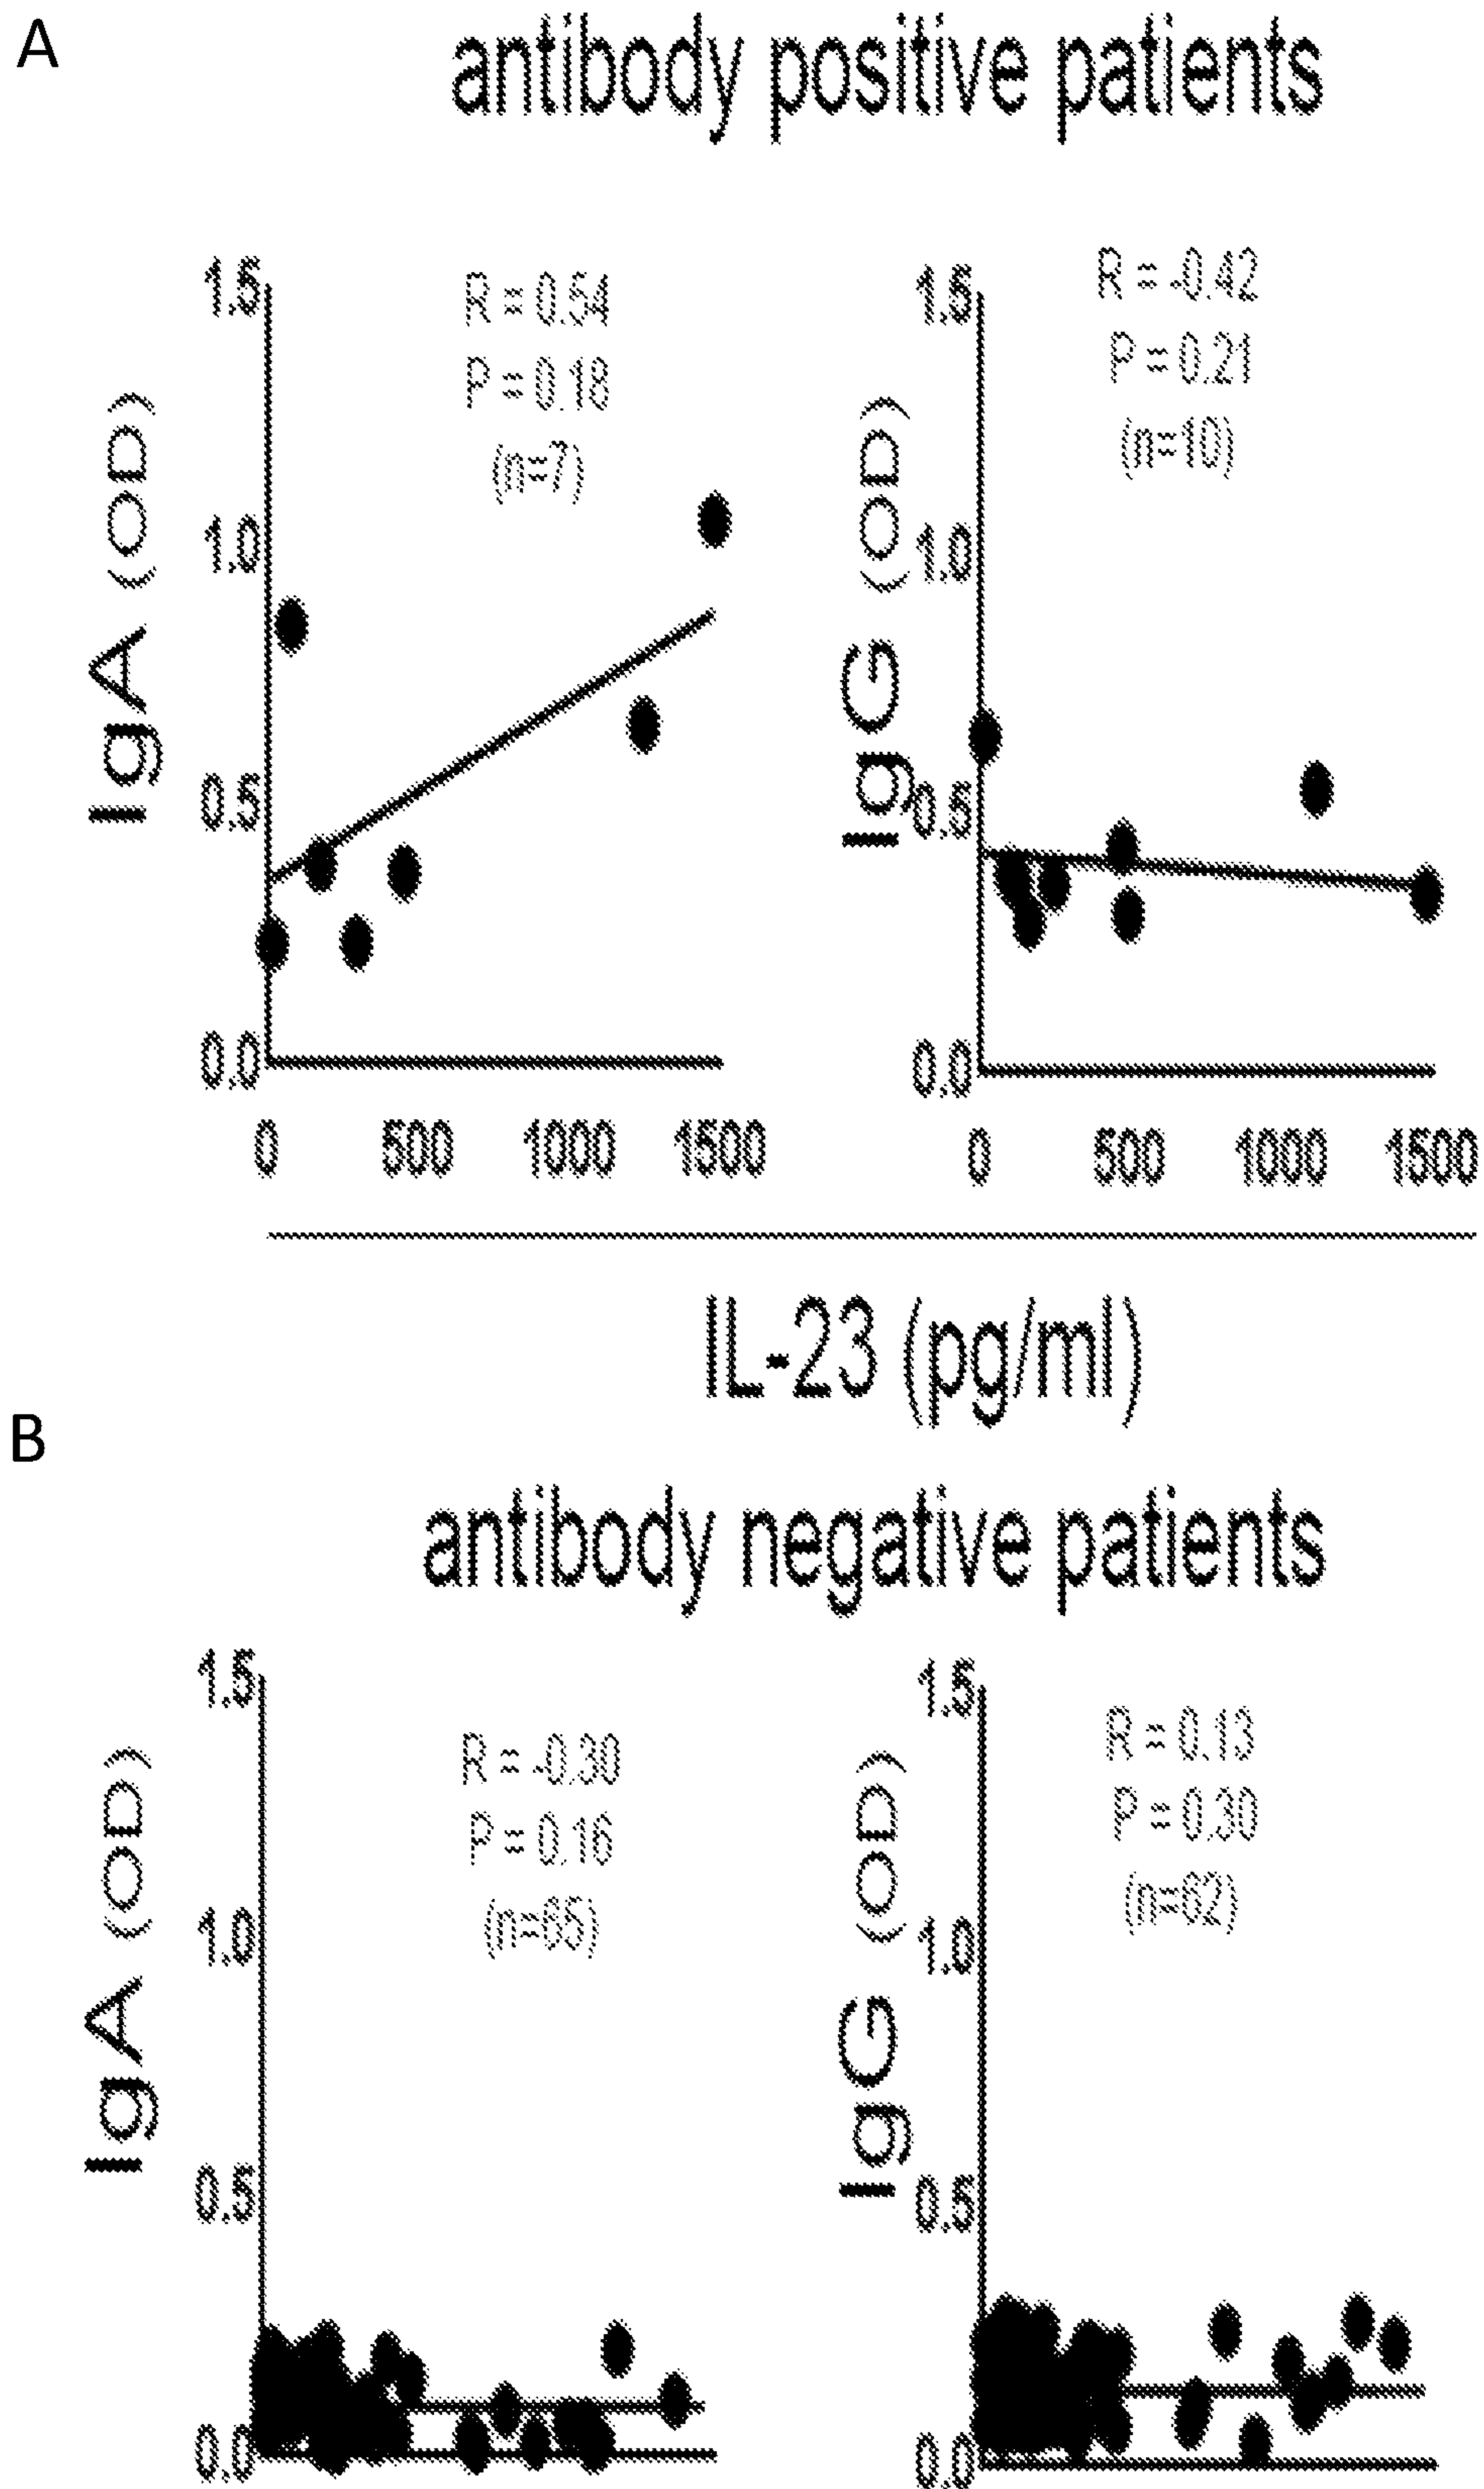 A
antibody positive patients
R = 0.54
P = 0.18
(n=7)
IgA (OD)
1.5
1.0
0.5
0.0
0 500 1000 1500
R = -0.42
P = 0.21
(n=10)
IgG (OD)
1.5
1.0
0.5
0.0
0 500 1000 1500
IL-23 (pg/ml)
B
antibody negative patients
R = -0.30
P = 0.16
(n=65)
IgA (OD)
1.5
1.0
0.5
0.0
R = 0.13
P = 0.30
(n=62)
IgG (OD)
1.5
1.0
0.5
0.0